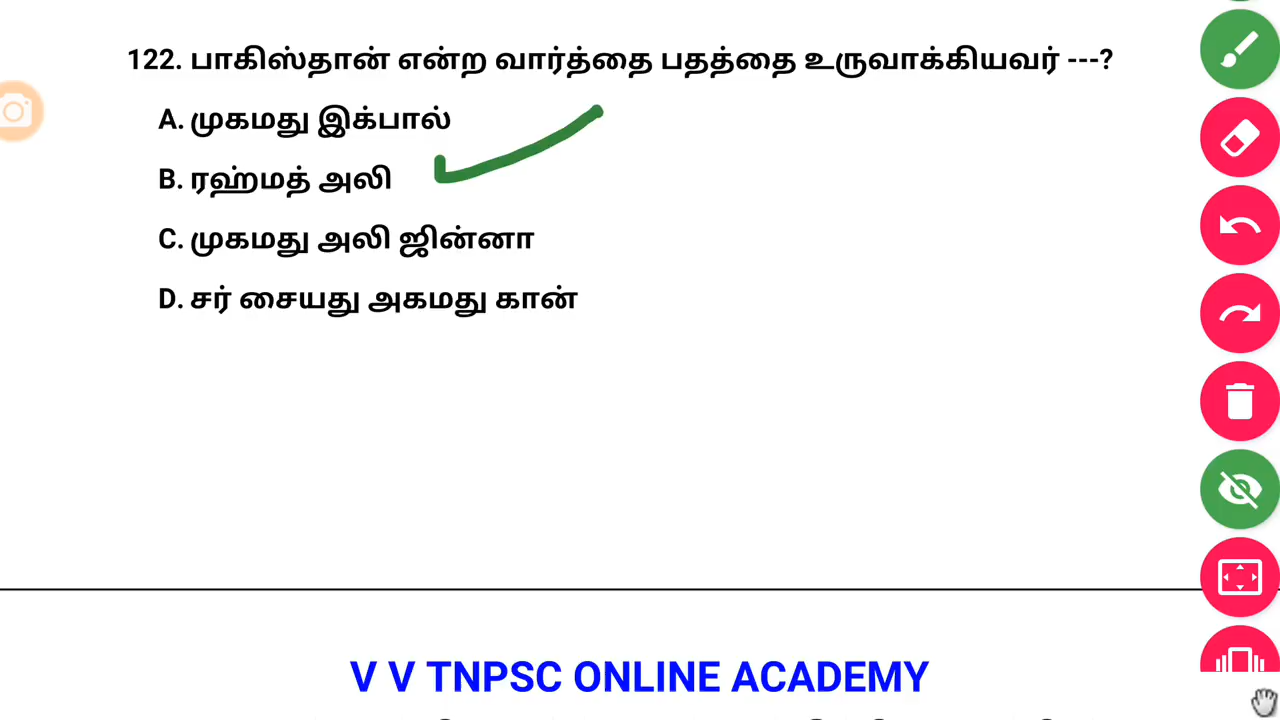 122. பாகிஸ்தான் என்ற வார்த்தை பதத்தை உருவாக்கியவர் ---?
A. முகமது இக்பால்
B. ரஹ்மத் அலி
C. முகமது அலி ஜின்னா
D. சர் சையது அகமது கான்
V V TNPSC ONLINE ACADEMY